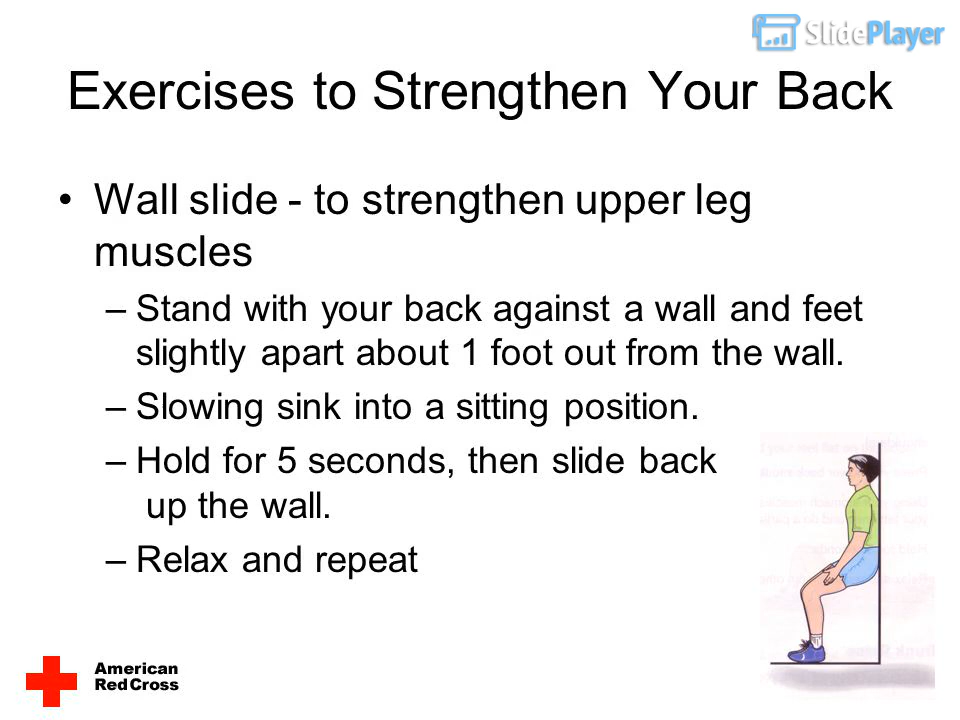 SlidePlayer
Exercises to Strengthen Your Back
• Wall slide - to strengthen upper leg
muscles
– Stand with your back against a wall and feet
slightly apart about 1 foot out from the wall.
– Slowing sink into a sitting position.
– Hold for 5 seconds, then slide back
up the wall.
– Relax and repeat
American
Red Cross